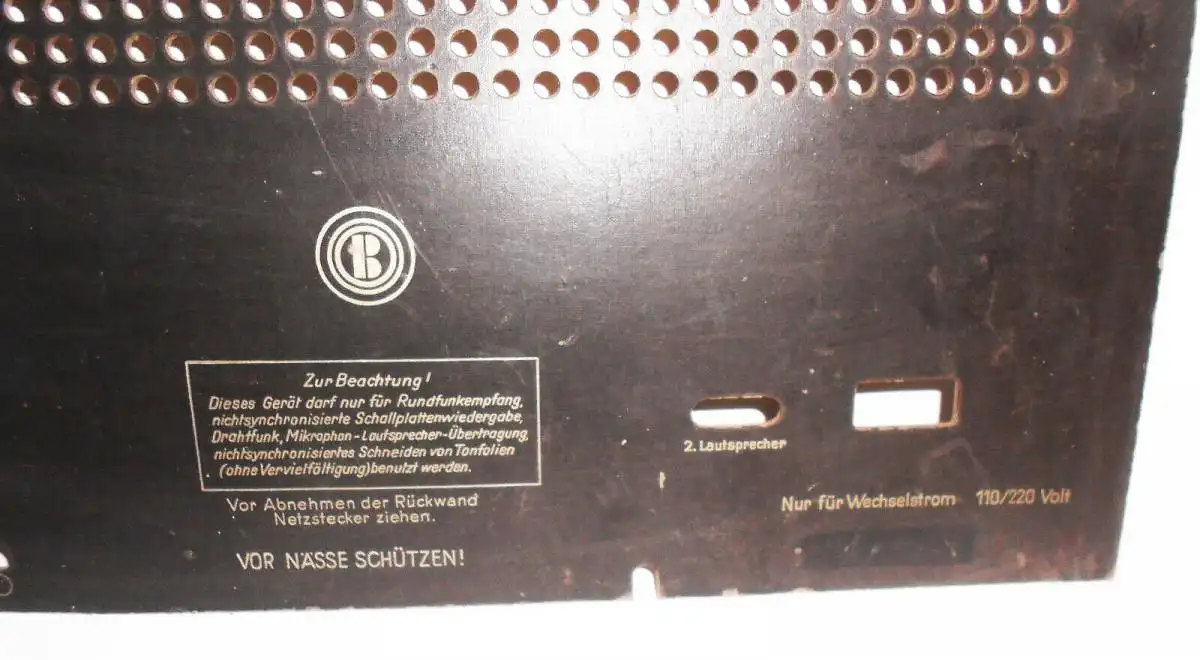 B
Zur Beachtung!
Dieses Gerät darf nur für Rundfunkempfang,
nichtsynchronisierte Schallplattenwiedergabe,
Drahtfunk, Mikrophon-Lautsprecher-Übertragung,
nichtsynchronisiertes Schneiden von Tonfolien
(ohne Vervielfältigung) benutzt werden.
Vor Abnehmen der Rückwand
Netzstecker ziehen.
VOR NÄSSE SCHÜTZEN!
2. Lautsprecher
Nur für Wechselstrom 110/220 Volt